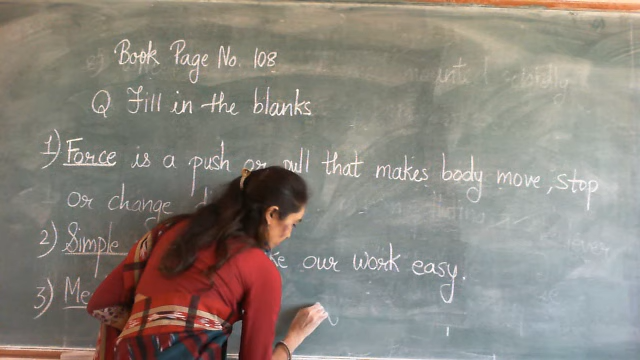 Book Page No. 108
Q Fill in the blanks
1) Force is a push or pull that makes body move, stop
or change
2) Simple our work easy.
3) Me